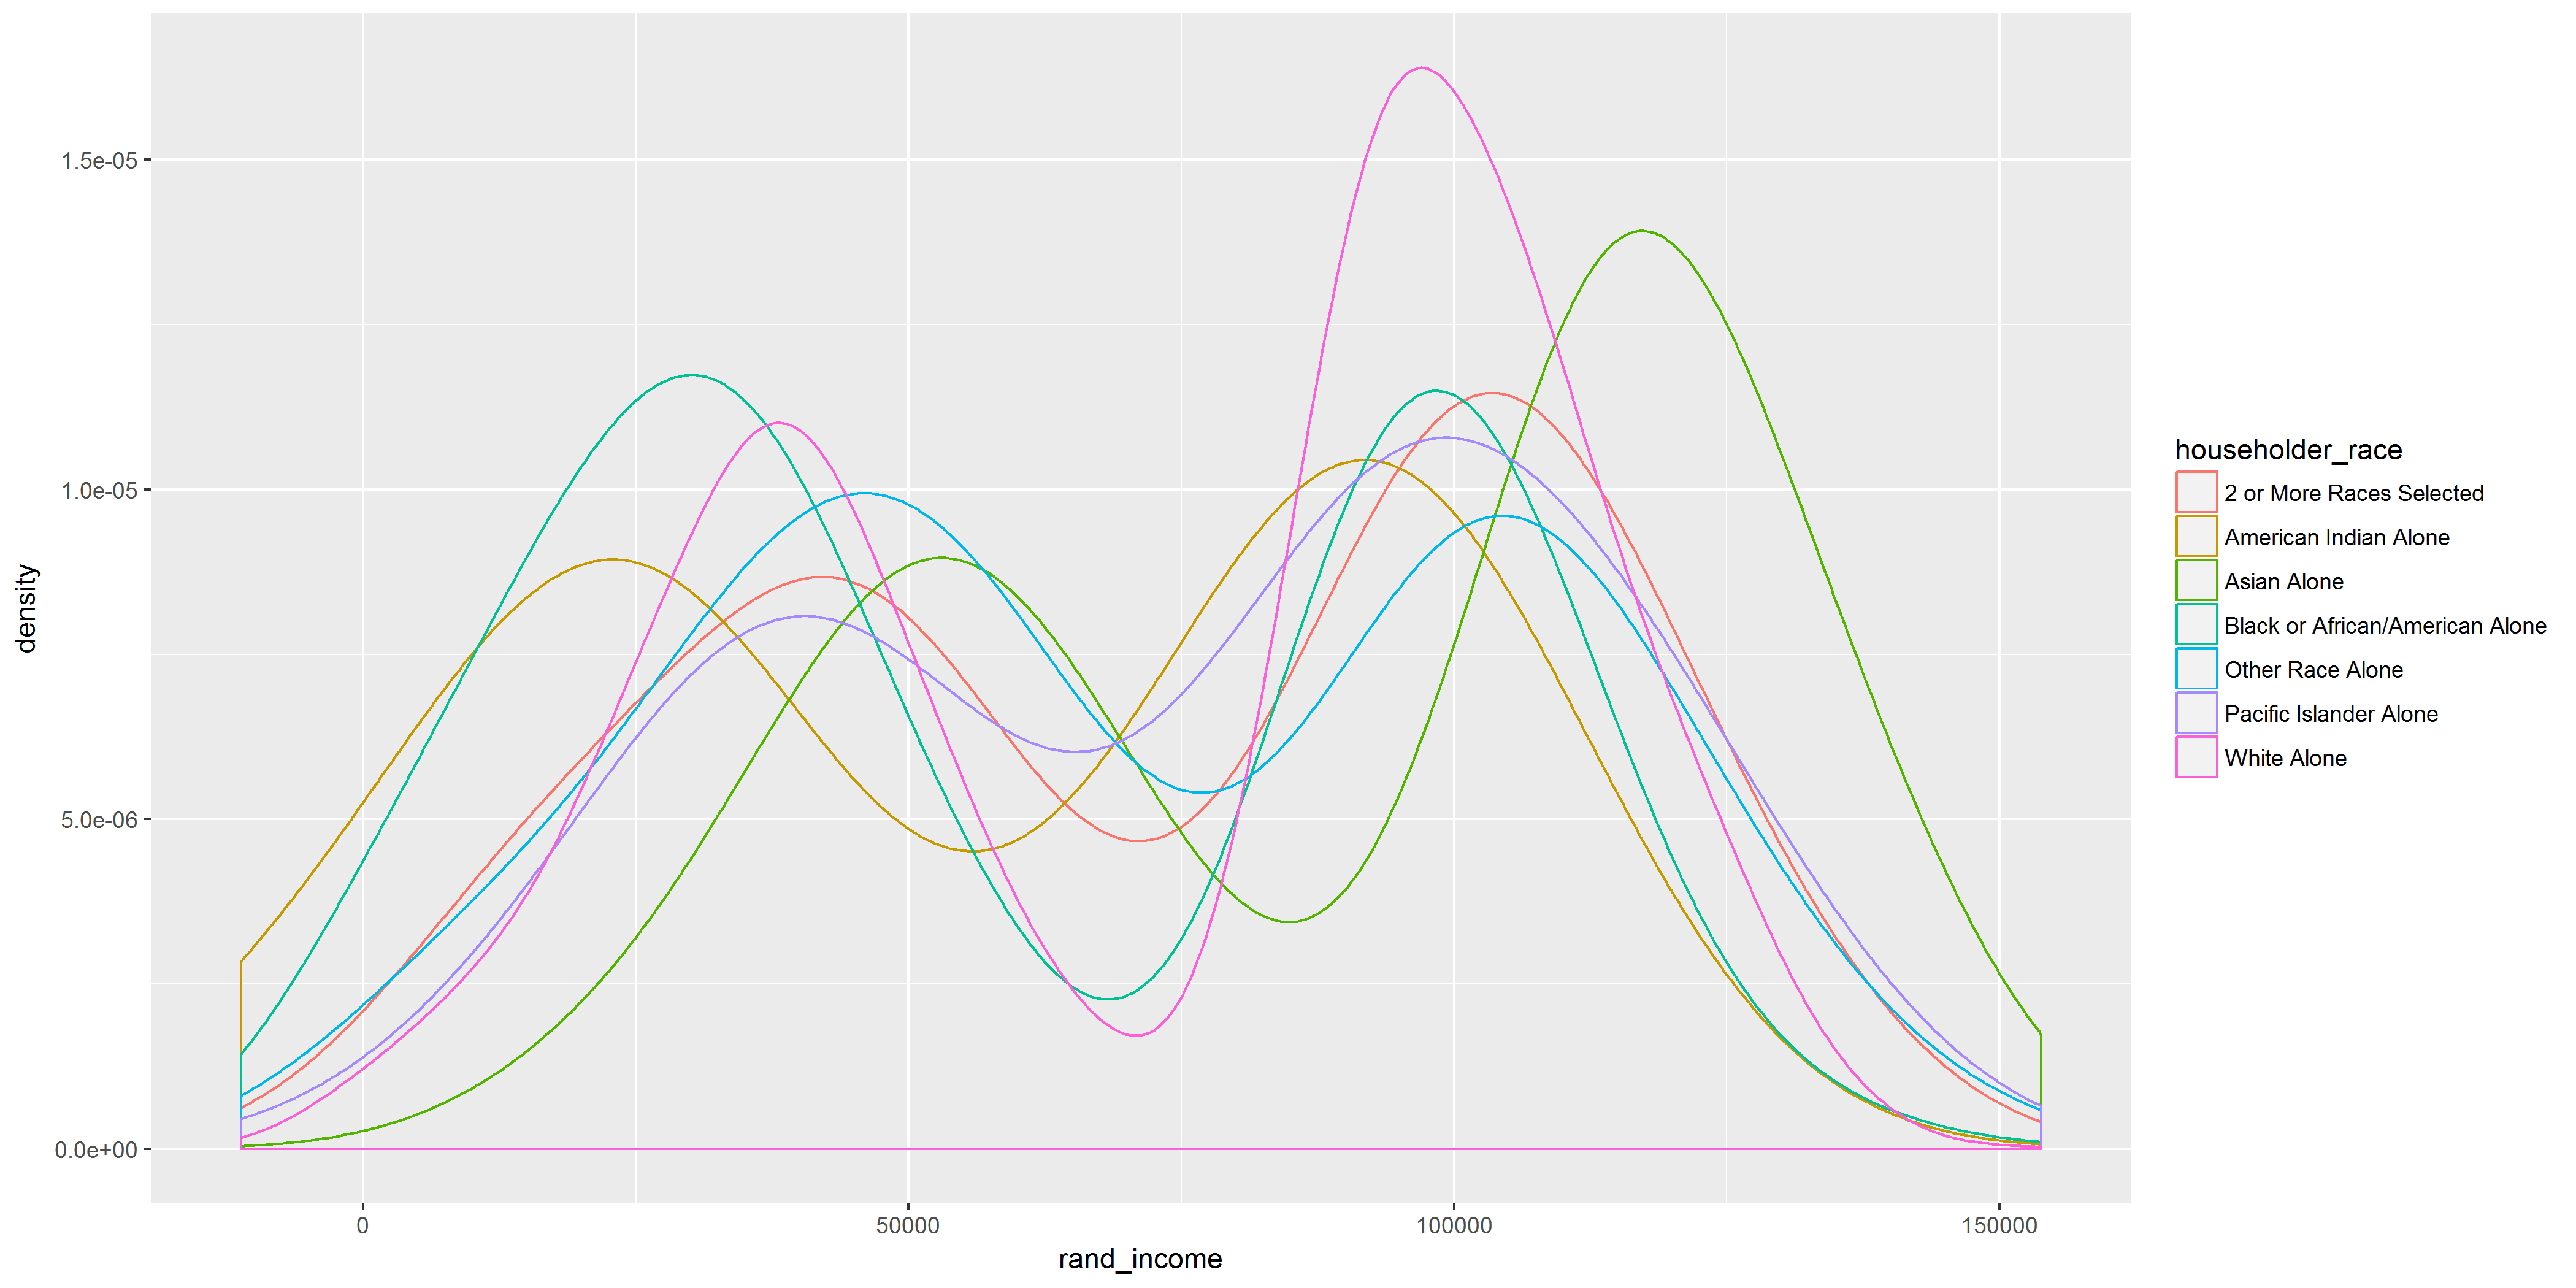 1.5e-05
1.0e-05
5.0e-06
0.0e+00
density
0
50000
100000
150000
rand_income
householder_race
2 or More Races Selected
American Indian Alone
Asian Alone
Black or African/American Alone
Other Race Alone
Pacific Islander Alone
White Alone